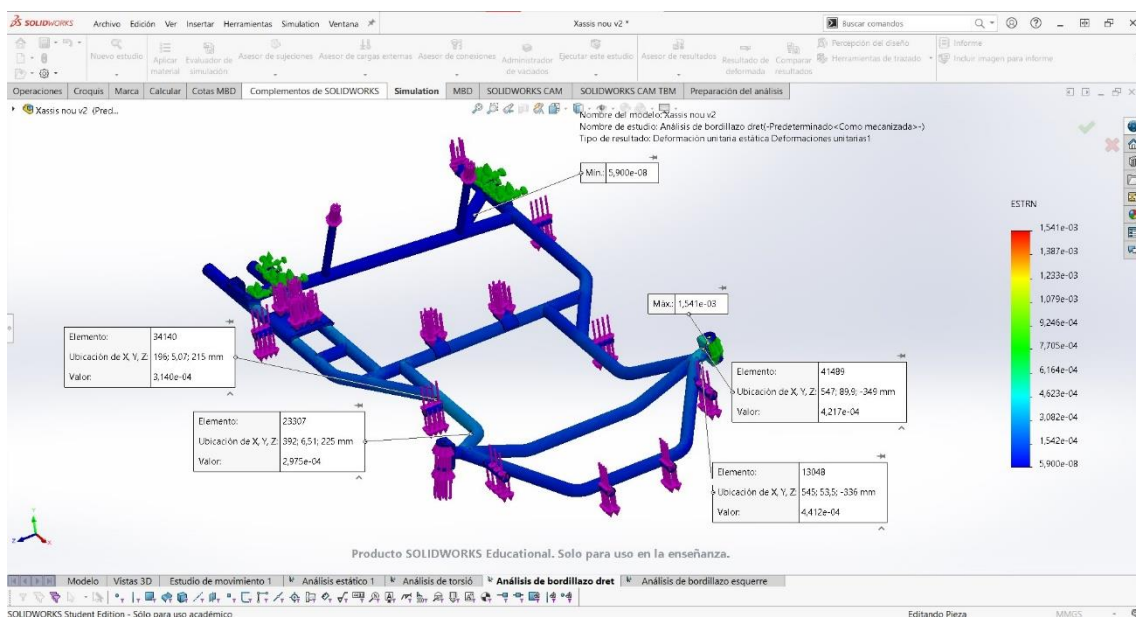 SOLIDWORKS
Archivo Edición Ver Insertar Herramientas Simulation Ventana
Xassis nou v2 *
Buscar comandos
Nuevo estudio
Aplicar material
Evaluador de simulación
Asesor de sujeciones
Asesor de cargas externas
Asesor de conexiones
Administrador de vaciados
Ejecutar este estudio
Asesor de resultados
Resultado de deformada
Comparar resultados
Percepción del diseño
Herramientas de trazado
Informe
Incluir imagen para informe
Operaciones Croquis Marca Calcular Cotas MBD Complementos de SOLIDWORKS Simulation MBD SOLIDWORKS CAM SOLIDWORKS CAM TBM Preparación del análisis
Xassis nou v2 (Pred...
Nombre del modelo: Xassis nou v2
Nombre de estudio: Análisis de bordillazo dret(-Predeterminado<Como mecanizada>-)
Tipo de resultado: Deformación unitaria estática Deformaciones unitarias1
Mín.: 5,900e-08
Máx.: 1,541e-03
ESTRN
1,541e-03
1,387e-03
1,233e-03
1,079e-03
9,246e-04
7,705e-04
6,164e-04
4,623e-04
3,082e-04
1,542e-04
5,900e-08
Elemento: 34140
Ubicación de X, Y, Z: 196; 5,07; 215 mm
Valor: 3,140e-04
Elemento: 23307
Ubicación de X, Y, Z: 392; 6,51; 225 mm
Valor: 2,975e-04
Elemento: 41489
Ubicación de X, Y, Z: 547; 89,9; -349 mm
Valor: 4,217e-04
Elemento: 13048
Ubicación de X, Y, Z: 545; 53,5; -336 mm
Valor: 4,412e-04
Producto SOLIDWORKS Educational. Solo para uso en la enseñanza.
Modelo Vistas 3D Estudio de movimiento 1 Análisis estático 1 Análisis de torsió Análisis de bordillazo dret Análisis de bordillazo esquerre
SOLIDWORKS Student Edition - Sólo para uso académico
Editando Pieza
MMGS